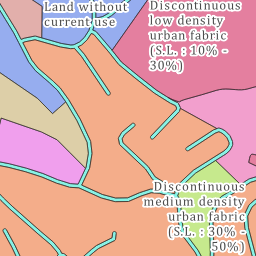 Land without
current use
Discontinuous
low density
urban fabric
(S.L. : 10% -
30%)
Discontinuous
medium density
urban fabric
(S.L. : 30% -
50%)